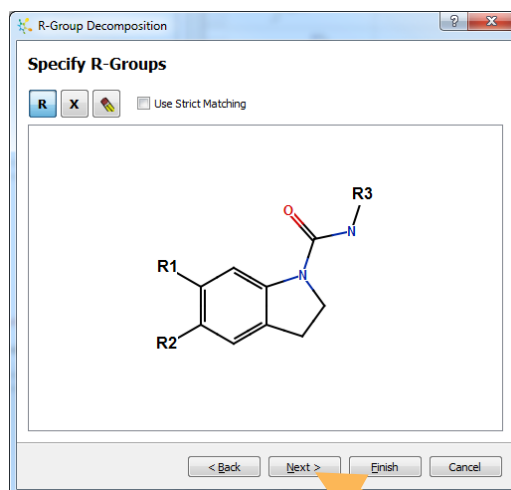 R-Group Decomposition
?
X
Specify R-Groups
R X Use Strict Matching
R3
O
N
N
R1
R2
< Back Next > Finish Cancel